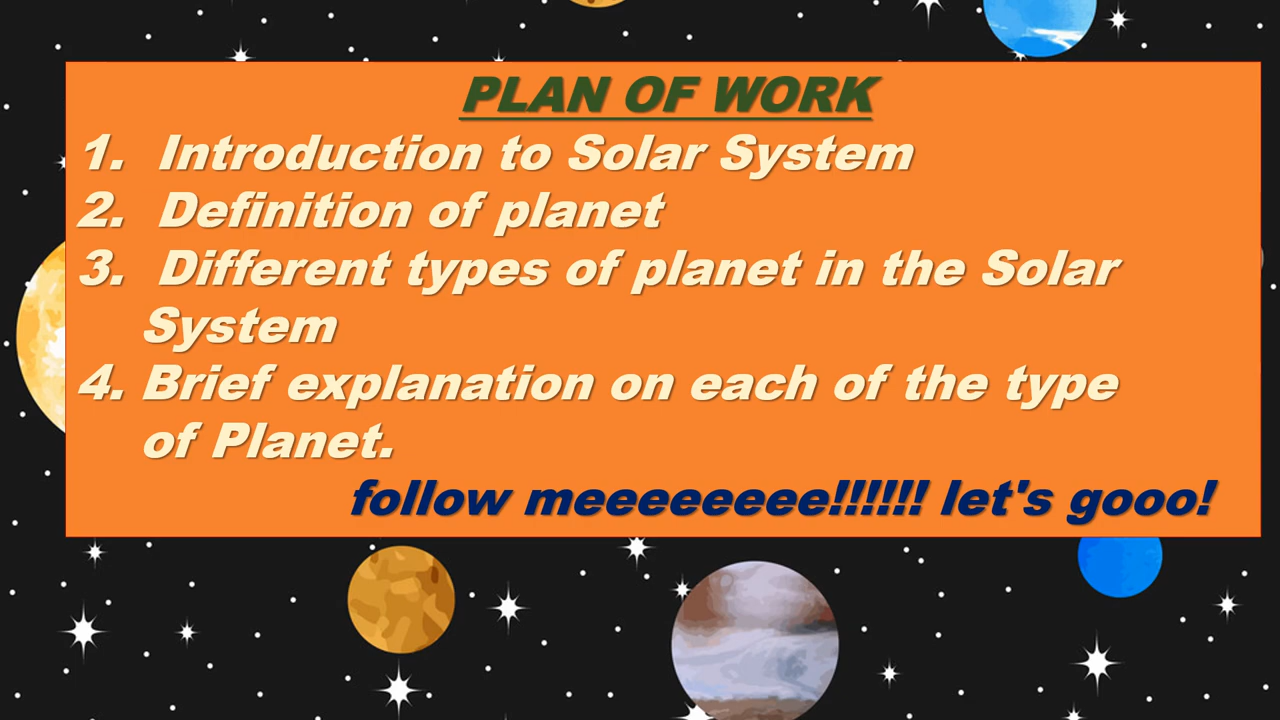 PLAN OF WORK
1. Introduction to Solar System
2. Definition of planet
3. Different types of planet in the Solar
System
4. Brief explanation on each of the type
of Planet.
follow meeeeeeee!!!!!! let's gooo!